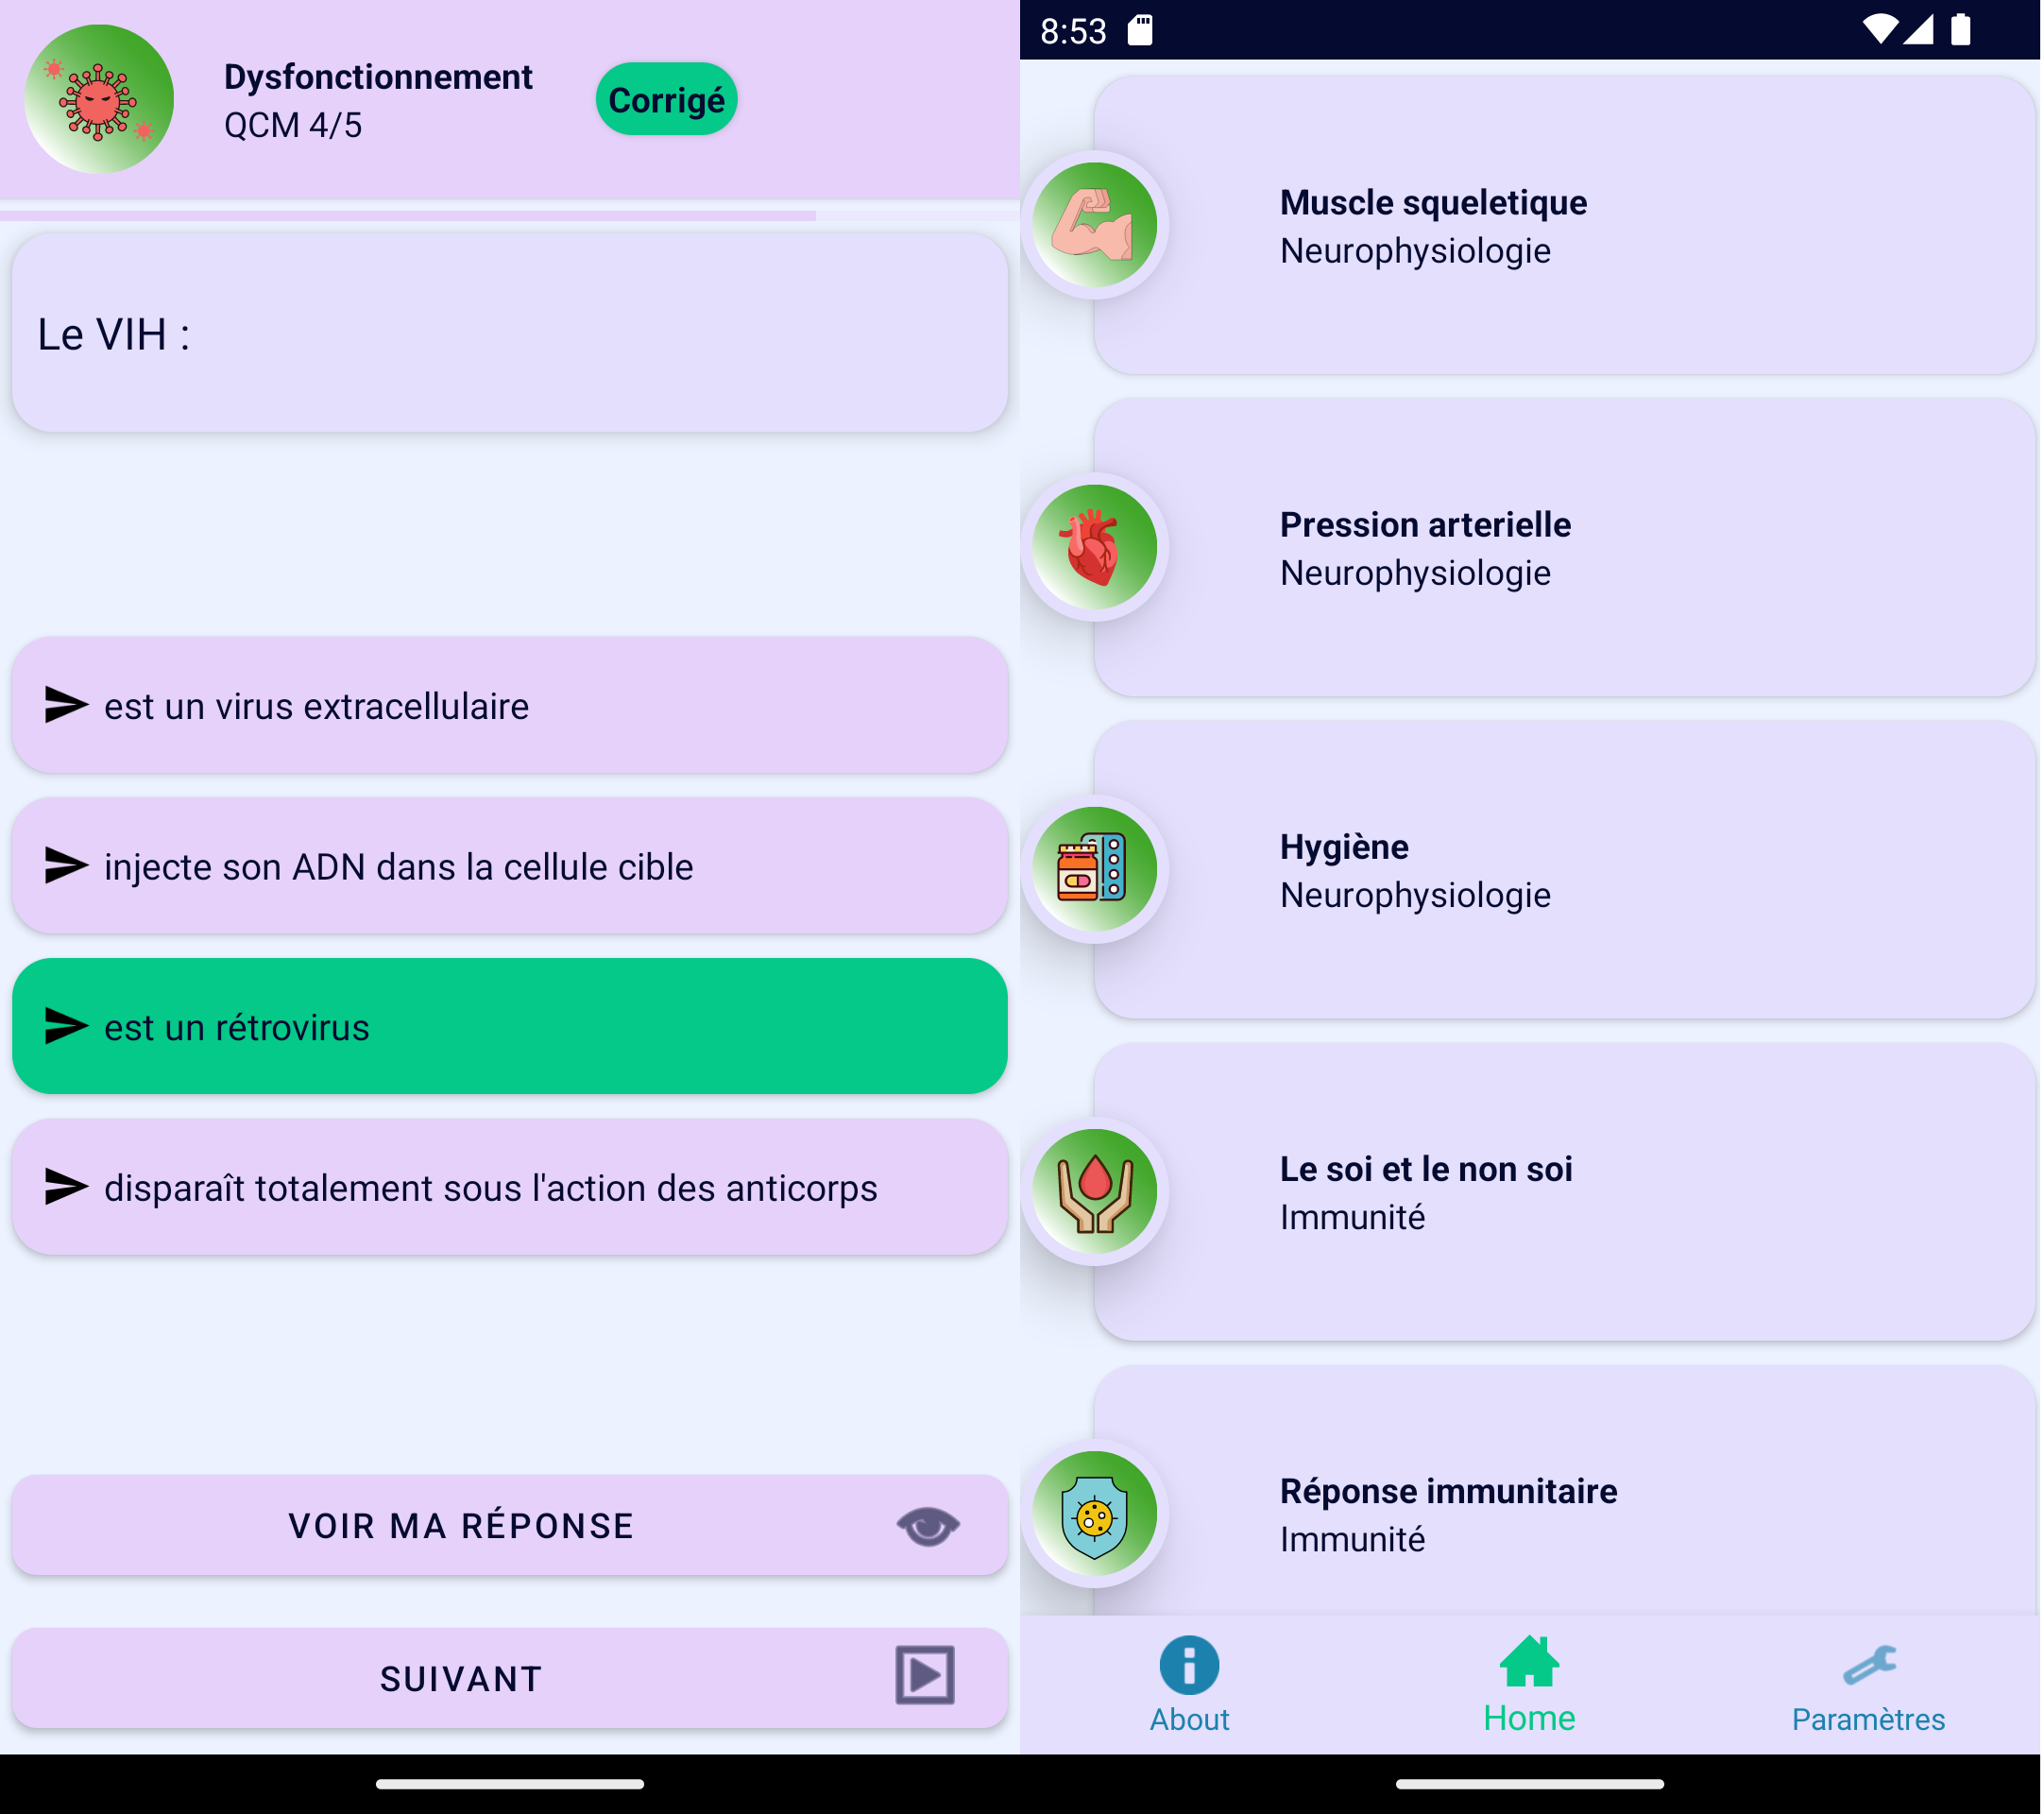 Dysfonctionnement
QCM 4/5
Corrigé
Le VIH :
est un virus extracellulaire
injecte son ADN dans la cellule cible
est un rétrovirus
disparaît totalement sous l'action des anticorps
VOIR MA RÉPONSE
SUIVANT
8:53
Muscle squeletique
Neurophysiologie
Pression arterielle
Neurophysiologie
Hygiène
Neurophysiologie
Le soi et le non soi
Immunité
Réponse immunitaire
Immunité
About
Home
Paramètres